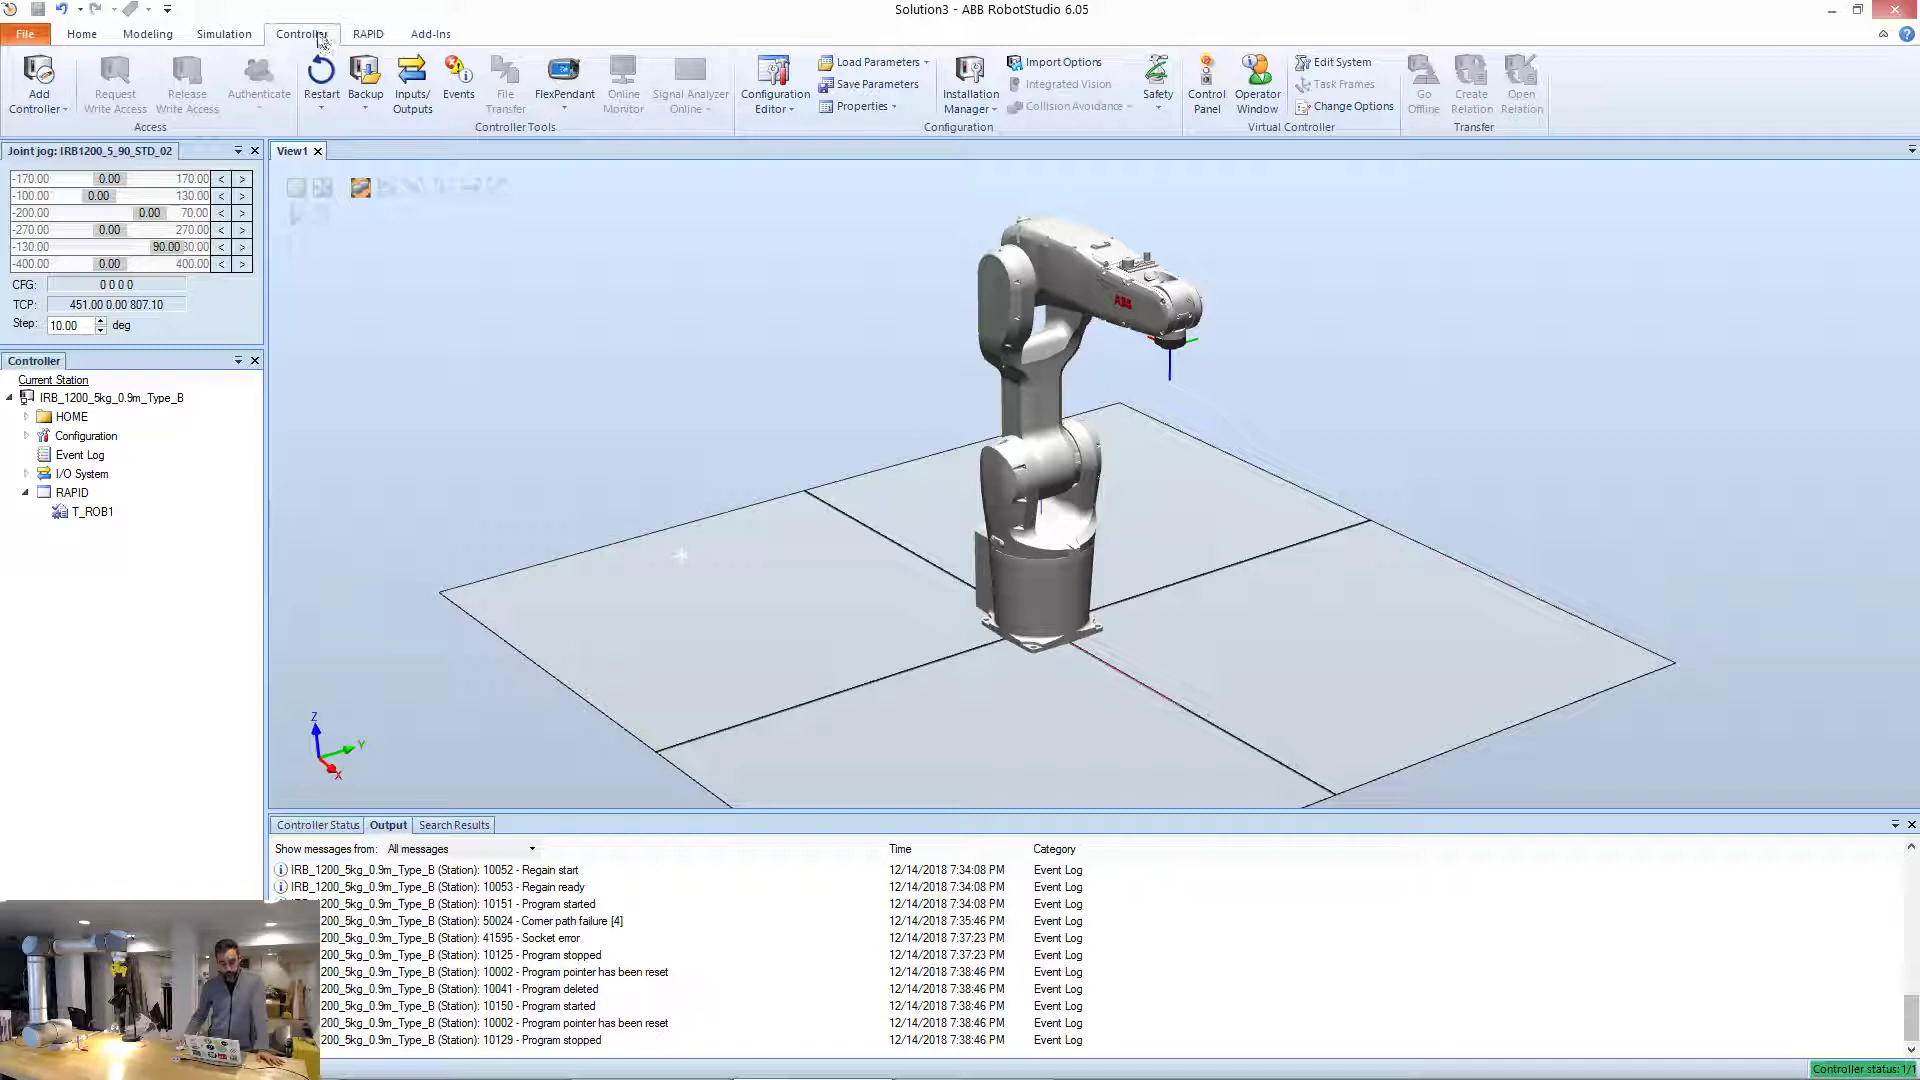 Solution3 - ABB RobotStudio 6.05
File Home Modeling Simulation Controller RAPID Add-Ins
Add Controller
Request Write Access
Release Write Access
Authenticate
Access
Restart
Backup
Inputs/ Outputs
Events
File Transfer
FlexPendant
Online Monitor
Signal Analyzer Online
Controller Tools
Configuration Editor
Load Parameters
Save Parameters
Properties
Installation Manager
Import Options
Integrated Vision
Collision Avoidance
Safety
Configuration
Control Panel
Operator Window
Edit System
Task Frames
Change Options
Virtual Controller
Go Offline
Create Relation
Open Relation
Transfer
Joint jog: IRB1200_5_90_STD_02
-170.00 0.00 170.00 < >
-100.00 0.00 130.00 < >
-200.00 0.00 70.00 < >
-270.00 0.00 270.00 < >
-130.00 90.00 30.00 < >
-400.00 0.00 400.00 < >
CFG: 0 0 0 0
TCP: 451.00 0.00 807.10
Step: 10.00 deg
Controller
Current Station
IRB_1200_5kg_0.9m_Type_B
HOME
Configuration
Event Log
I/O System
RAPID
T_ROB1
View1
ABB
Z
Y
X
Controller Status Output Search Results
Show messages from: All messages Time Category
IRB_1200_5kg_0.9m_Type_B (Station): 10052 - Regain start 12/14/2018 7:34:08 PM Event Log
IRB_1200_5kg_0.9m_Type_B (Station): 10053 - Regain ready 12/14/2018 7:34:08 PM Event Log
200_5kg_0.9m_Type_B (Station): 10151 - Program started 12/14/2018 7:34:08 PM Event Log
200_5kg_0.9m_Type_B (Station): 50024 - Corner path failure [4] 12/14/2018 7:35:46 PM Event Log
200_5kg_0.9m_Type_B (Station): 41595 - Socket error 12/14/2018 7:37:23 PM Event Log
200_5kg_0.9m_Type_B (Station): 10125 - Program stopped 12/14/2018 7:37:23 PM Event Log
200_5kg_0.9m_Type_B (Station): 10002 - Program pointer has been reset 12/14/2018 7:38:46 PM Event Log
200_5kg_0.9m_Type_B (Station): 10041 - Program deleted 12/14/2018 7:38:46 PM Event Log
200_5kg_0.9m_Type_B (Station): 10150 - Program started 12/14/2018 7:38:46 PM Event Log
200_5kg_0.9m_Type_B (Station): 10002 - Program pointer has been reset 12/14/2018 7:38:46 PM Event Log
200_5kg_0.9m_Type_B (Station): 10129 - Program stopped 12/14/2018 7:38:46 PM Event Log
Controller status: 1/1